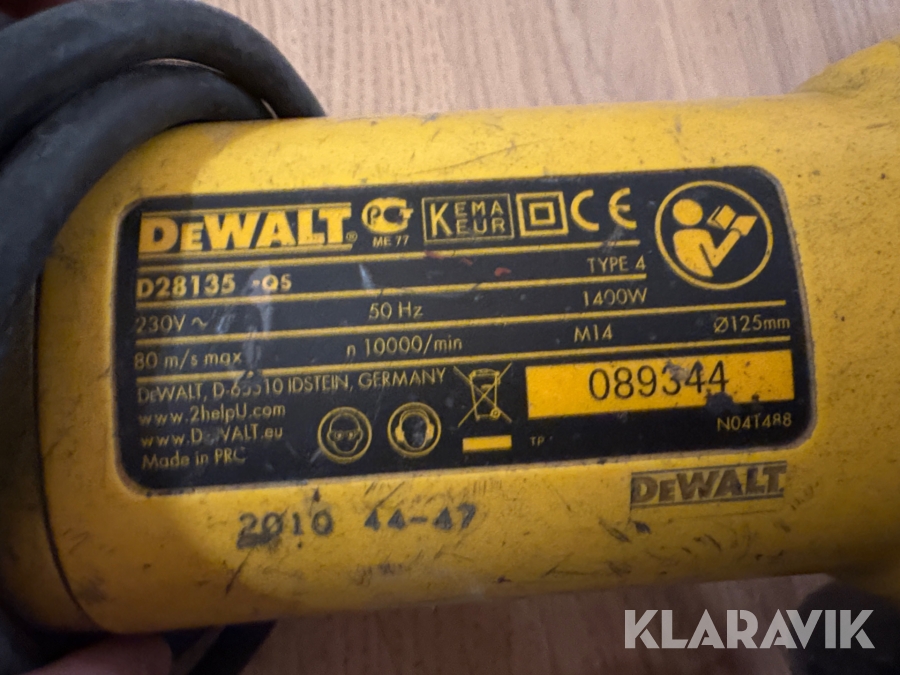 DEWALT®
PCT
ME 77
KEMA
KEUR
CE
D28135 -QS
TYPE 4
230V ~
50 Hz
1400W
80 m/s max
n 10000/min
M14
Ø125mm
DEWALT, D-65510 IDSTEIN, GERMANY
www.2helpU.com
www.DEWALT.eu
Made in PRC
TP
089344
N04T488
DEWALT
2010 44-47
KLARAVIK